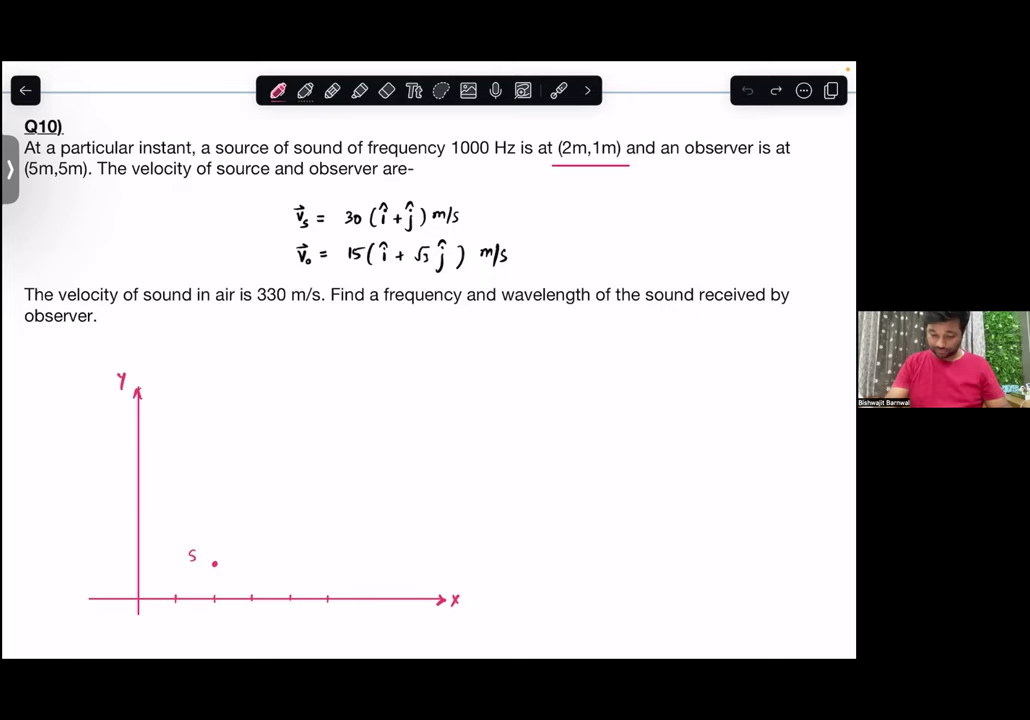 Tt
Q10)
At a particular instant, a source of sound of frequency 1000 Hz is at (2m,1m) and an observer is at
(5m,5m). The velocity of source and observer are-
v⃗s = 30 (î + ĵ) m/s
v⃗o = 15(î + √3 ĵ) m/s
The velocity of sound in air is 330 m/s. Find a frequency and wavelength of the sound received by
observer.
Y
S
X
Bishwajit Barnwal